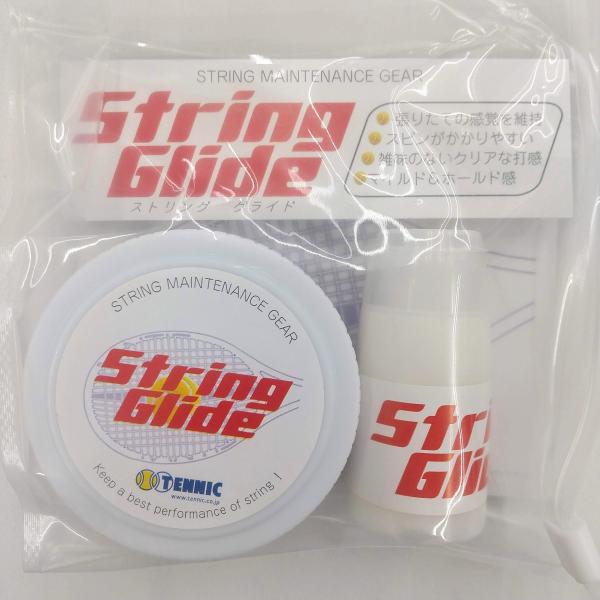 STRING MAINTENANCE GEAR
String
Glide
ストリング グライド
張りたての感覚を維持
スピンがかかりやすい
雑味のないクリアな打感
マイルド&ホールド感
STRING MAINTENANCE GEAR
String
Glide
TENNIC
www.tennic.co.jp
Keep a best performance of string !
Stri
Glid